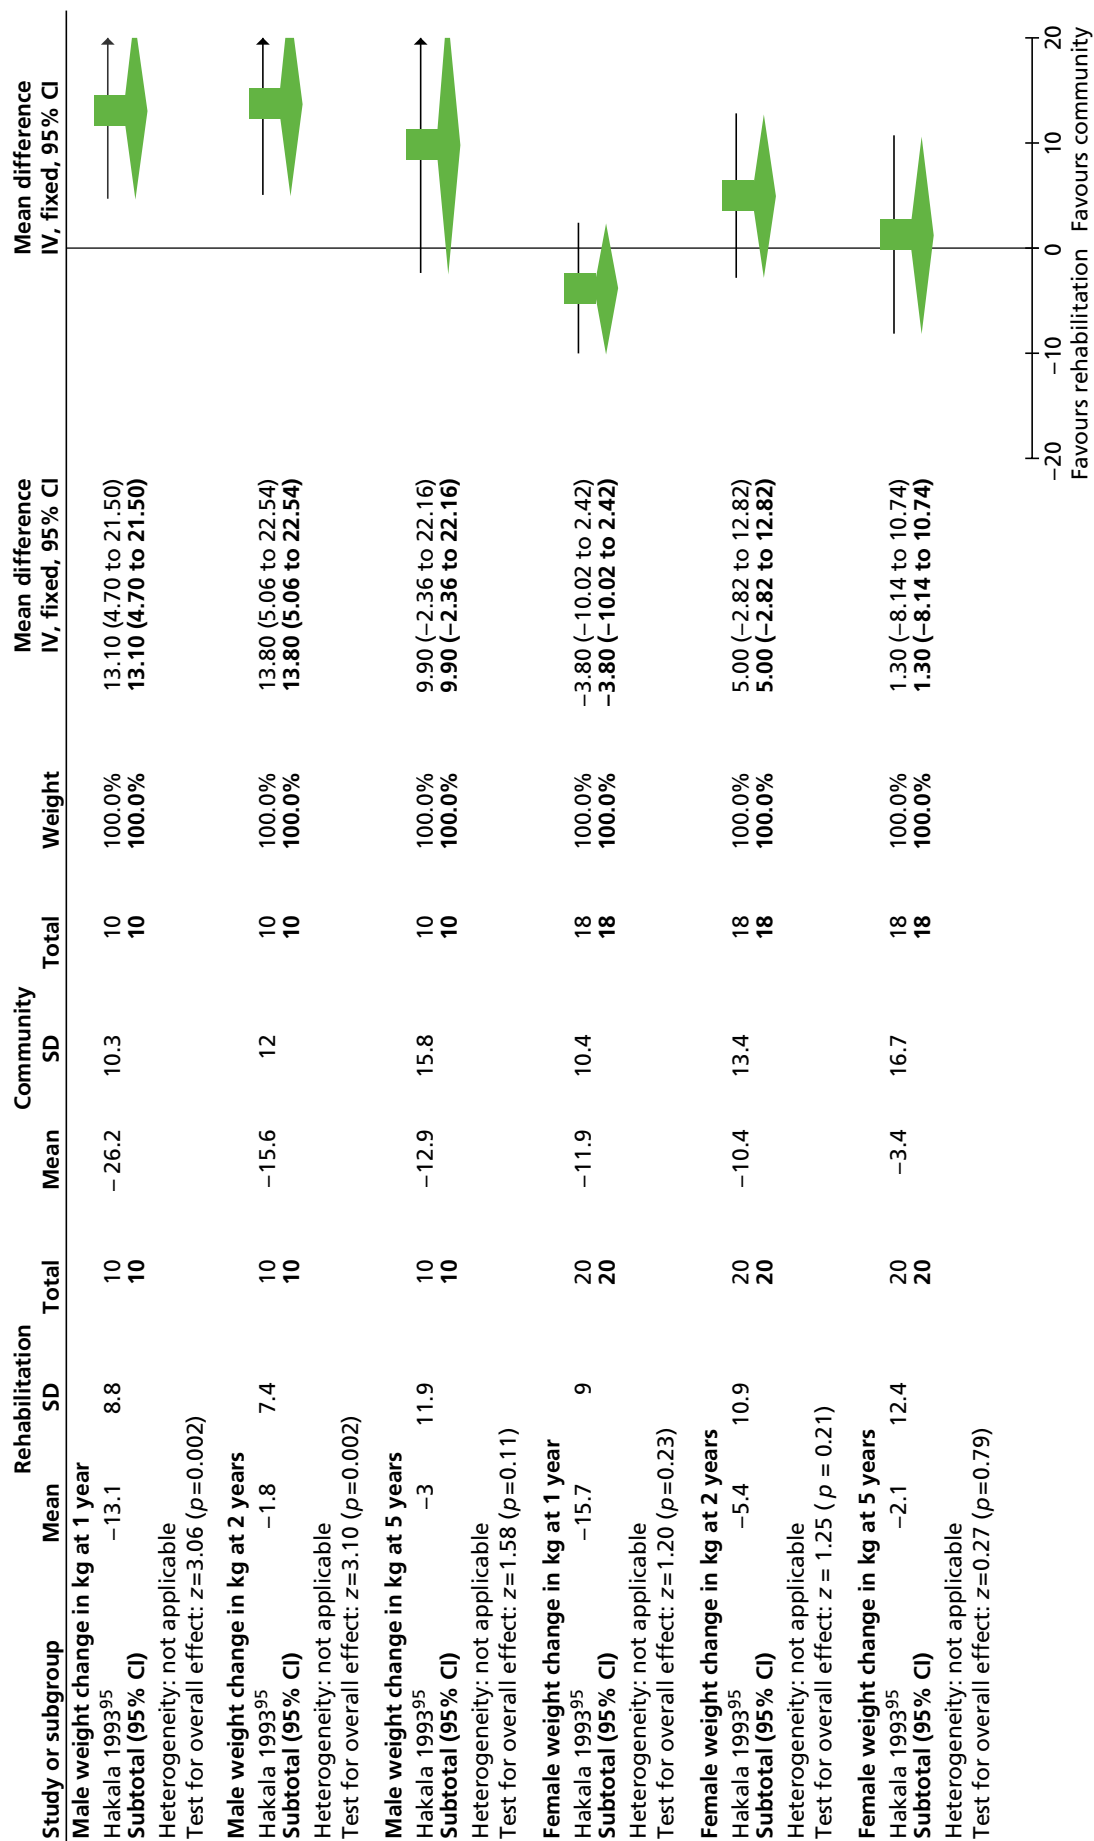 Rehabilitation Community Mean difference Mean difference
Study or subgroup Mean SD Total Mean SD Total Weight IV, fixed, 95% CI IV, fixed, 95% CI
Male weight change in kg at 1 year
Hakala 1993⁹⁵ −13.1 8.8 10 −26.2 10.3 10 100.0% 13.10 (4.70 to 21.50)
Subtotal (95% CI) 10 10 100.0% 13.10 (4.70 to 21.50)
Heterogeneity: not applicable
Test for overall effect: z=3.06 (p=0.002)
Male weight change in kg at 2 years
Hakala 1993⁹⁵ −1.8 7.4 10 −15.6 12 10 100.0% 13.80 (5.06 to 22.54)
Subtotal (95% CI) 10 10 100.0% 13.80 (5.06 to 22.54)
Heterogeneity: not applicable
Test for overall effect: z=3.10 (p=0.002)
Male weight change in kg at 5 years
Hakala 1993⁹⁵ −3 11.9 10 −12.9 15.8 10 100.0% 9.90 (−2.36 to 22.16)
Subtotal (95% CI) 10 10 100.0% 9.90 (−2.36 to 22.16)
Heterogeneity: not applicable
Test for overall effect: z=1.58 (p=0.11)
Female weight change in kg at 1 year
Hakala 1993⁹⁵ −15.7 9 20 −11.9 10.4 18 100.0% −3.80 (−10.02 to 2.42)
Subtotal (95% CI) 20 18 100.0% −3.80 (−10.02 to 2.42)
Heterogeneity: not applicable
Test for overall effect: z=1.20 (p=0.23)
Female weight change in kg at 2 years
Hakala 1993⁹⁵ −5.4 10.9 20 −10.4 13.4 18 100.0% 5.00 (−2.82 to 12.82)
Subtotal (95% CI) 20 18 100.0% 5.00 (−2.82 to 12.82)
Heterogeneity: not applicable
Test for overall effect: z = 1.25 (p = 0.21)
Female weight change in kg at 5 years
Hakala 1993⁹⁵ −2.1 12.4 20 −3.4 16.7 18 100.0% 1.30 (−8.14 to 10.74)
Subtotal (95% CI) 20 18 100.0% 1.30 (−8.14 to 10.74)
Heterogeneity: not applicable
Test for overall effect: z=0.27 (p=0.79)
−20 −10 0 10 20
Favours rehabilitation Favours community